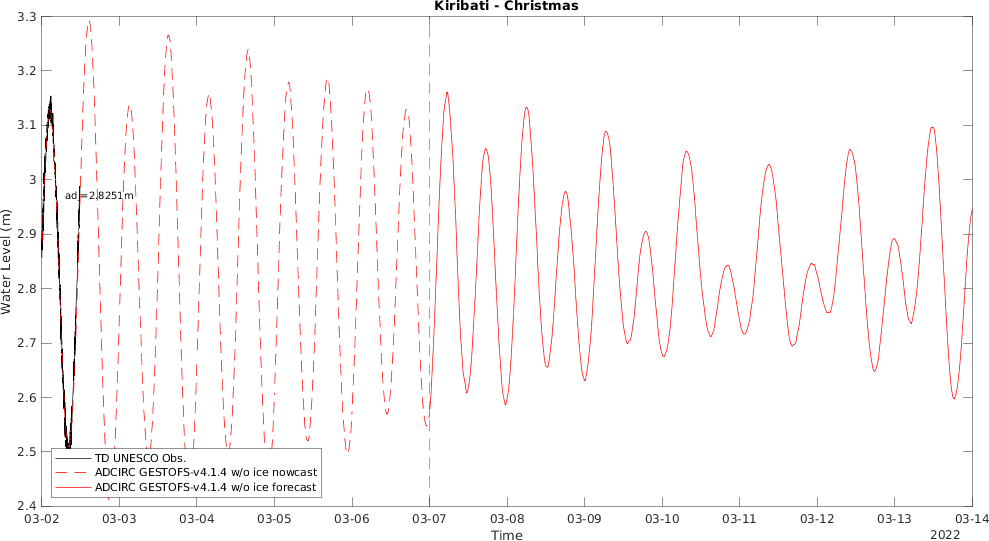 Kiribati - Christmas
3.3
3.2
3.1
3
2.9
2.8
2.7
2.6
2.5
2.4
Water Level (m)
adj=2.8251m
TD UNESCO Obs.
ADCIRC GESTOFS-v4.1.4 w/o ice nowcast
ADCIRC GESTOFS-v4.1.4 w/o ice forecast
03-02 03-03 03-04 03-05 03-06 03-07 03-08 03-09 03-10 03-11 03-12 03-13 03-14
Time
2022